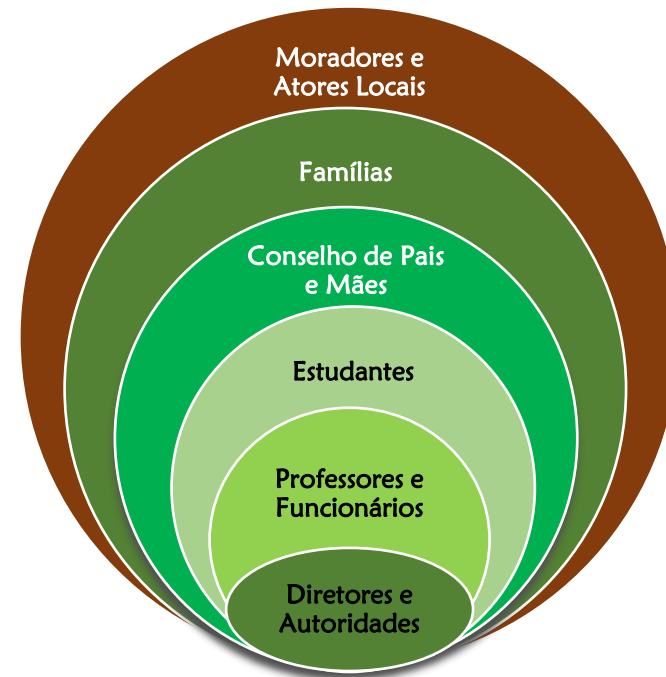 Moradores e
Atores Locais
Famílias
Conselho de Pais
e Mães
Estudantes
Professores e
Funcionários
Diretores e
Autoridades